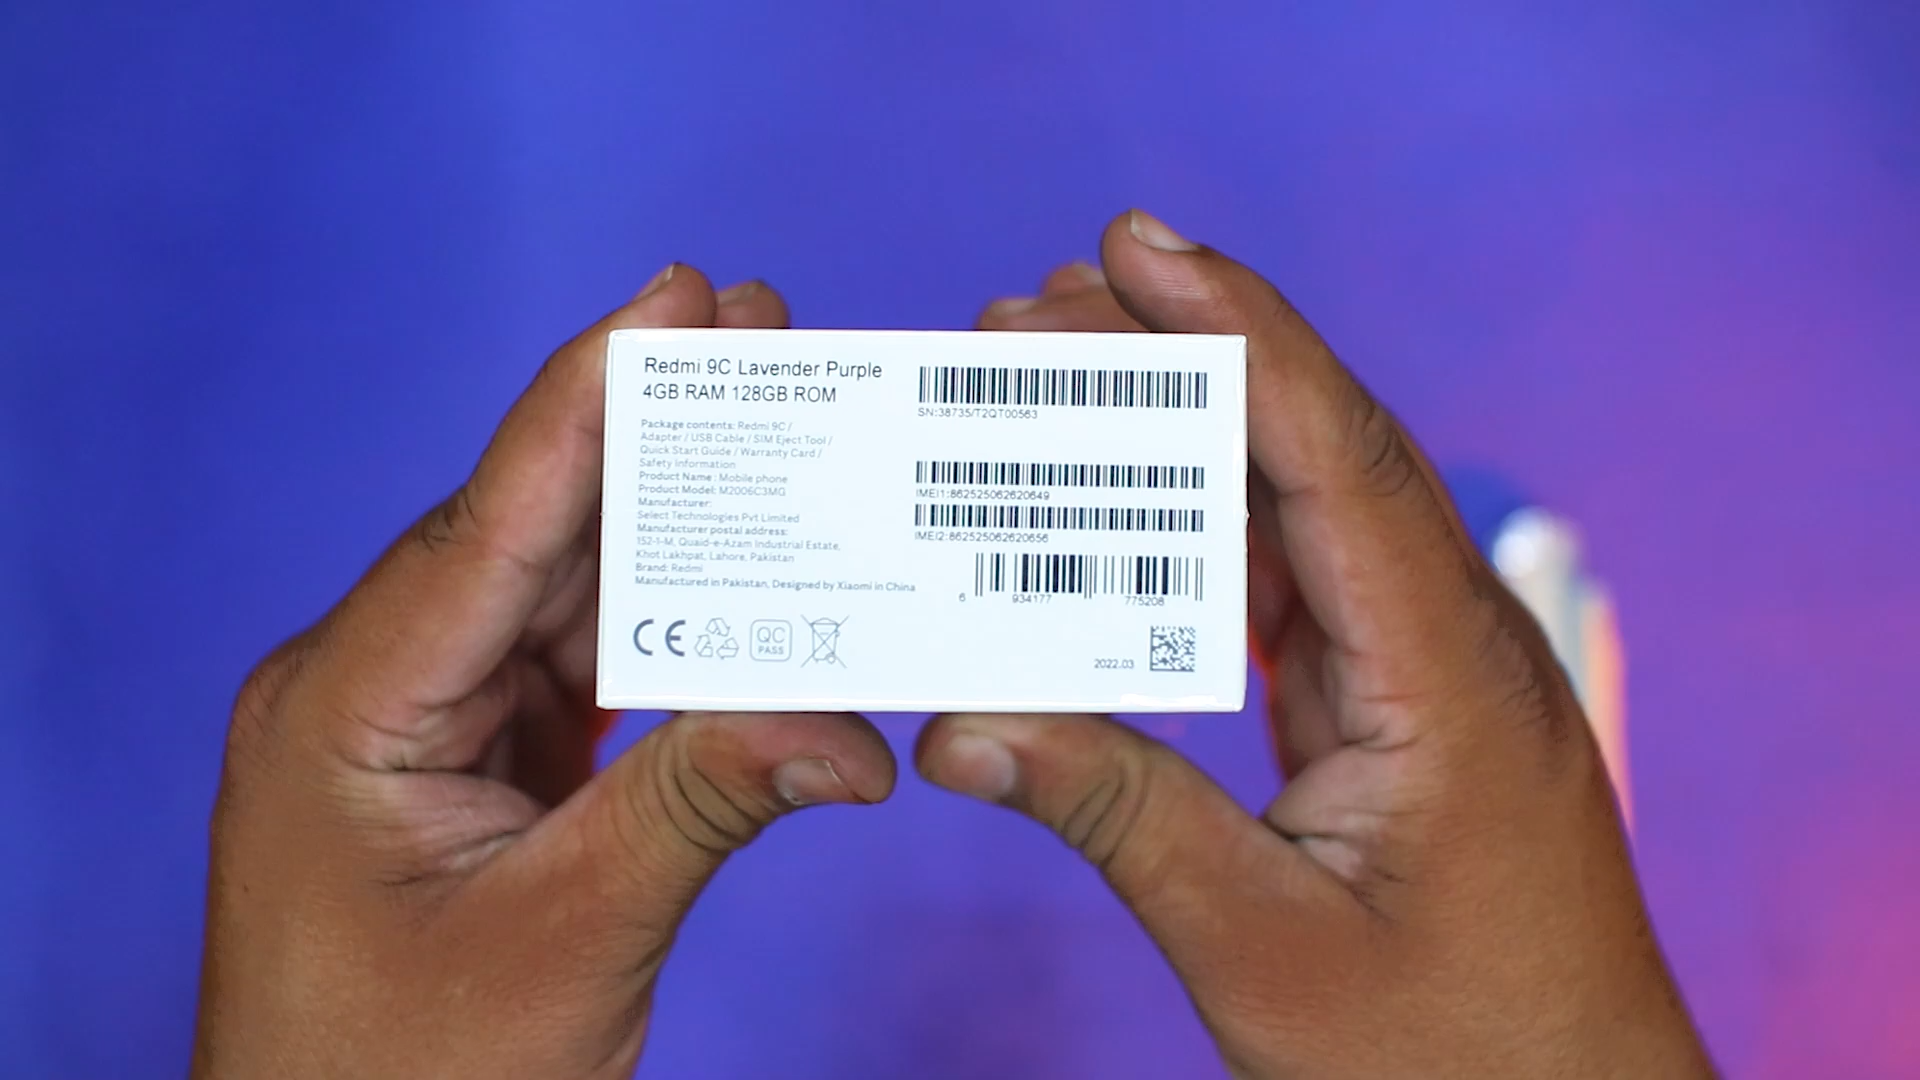 Redmi 9C Lavender Purple
4GB RAM 128GB ROM
Package contents: Redmi 9C /
Adapter / USB Cable / SIM Eject Tool /
Quick Start Guide / Warranty Card /
Safety Information
Product Name : Mobile phone
Product Model: M2006C3MG
Manufacturer:
Select Technologies Pvt Limited
Manufacturer postal address:
152-1-M, Quaid-e-Azam Industrial Estate,
Khot Lakhpat, Lahore, Pakistan
Brand: Redmi
Manufactured in Pakistan, Designed by Xiaomi in China
CE
QC
PASS
SN:38735/T2QT00563
IMEI1:862525062620649
IMEI2:862525062620656
6 934177 775208
2022.03